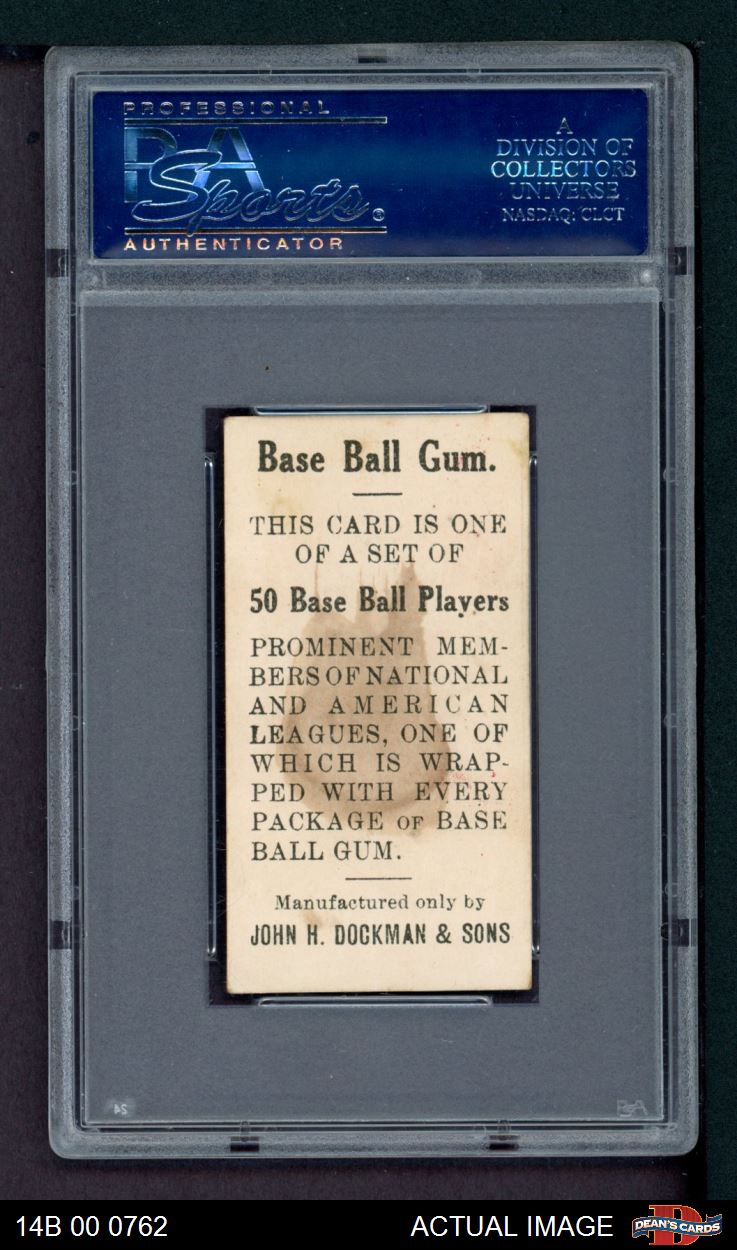 PROFESSIONAL
PSA
Sports®
AUTHENTICATOR
A
DIVISION OF
COLLECTORS
UNIVERSE
NASDAQ: CLCT
Base Ball Gum.
THIS CARD IS ONE
OF A SET OF
50 Base Ball Players
PROMINENT MEM-
BERS OF NATIONAL
AND AMERICAN
LEAGUES, ONE OF
WHICH IS WRAP-
PED WITH EVERY
PACKAGE OF BASE
BALL GUM.
Manufactured only by
JOHN H. DOCKMAN & SONS
24
PSA
14B 00 0762
ACTUAL IMAGE
D
DEAN'S CARDS